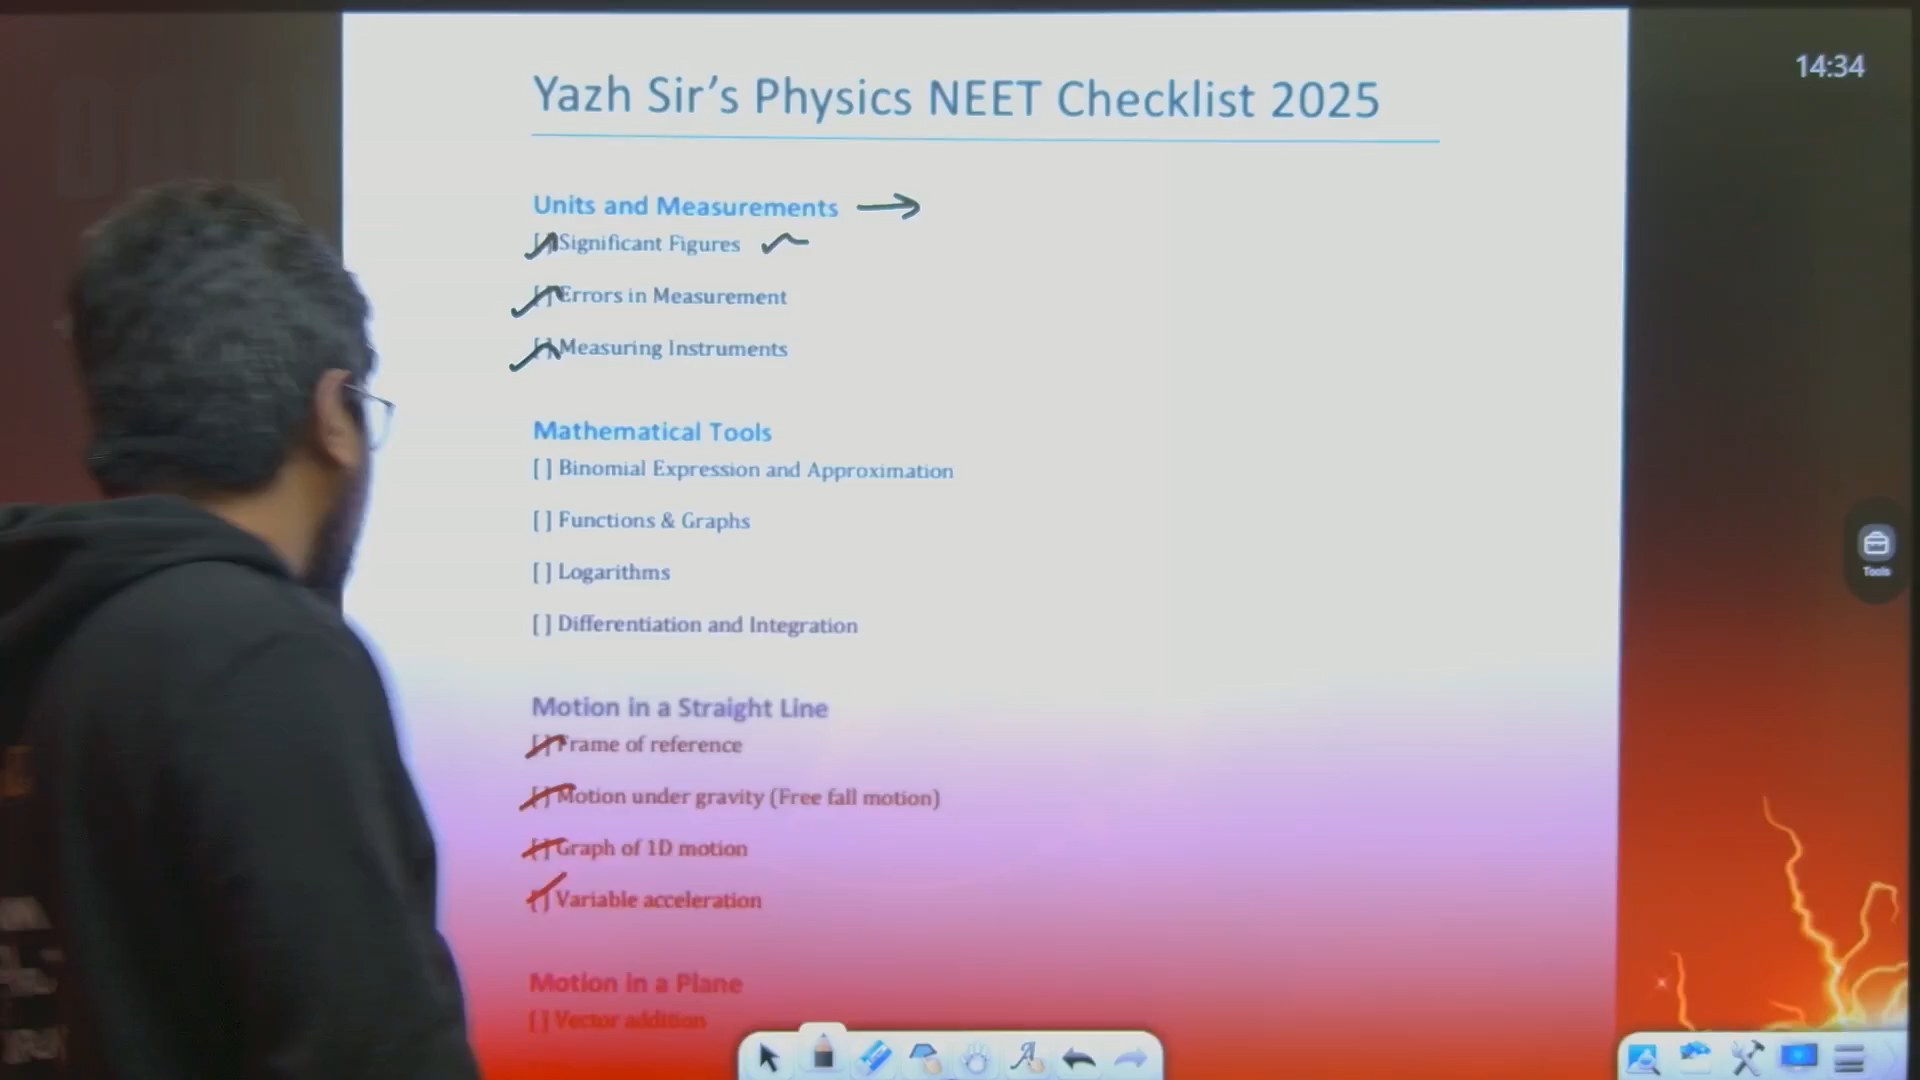 14:34
Yazh Sir's Physics NEET Checklist 2025
Units and Measurements
[ ] Significant Figures
[ ] Errors in Measurement
[ ] Measuring Instruments
Mathematical Tools
[ ] Binomial Expression and Approximation
[ ] Functions & Graphs
[ ] Logarithms
[ ] Differentiation and Integration
Tools
Motion in a Straight Line
[ ] Frame of reference
[ ] Motion under gravity (Free fall motion)
[ ] Graph of 1D motion
[ ] Variable acceleration
Motion in a Plane
[ ] Vector addition